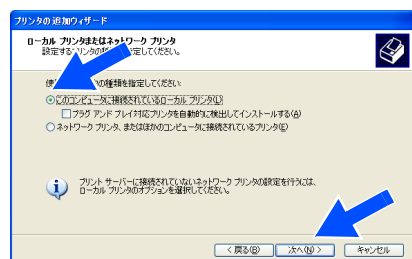 プリンタの追加ウィザード
ローカル プリンタまたはネットワーク プリンタ
設定するプリンタの 定してください。
の種類を指定してください:
このコンピュータに接続されているローカル プリンタ(L)
プラグ アンド プレイ対応プリンタを自動的に検出してインストールする(A)
ネットワーク プリンタ、またはほかのコンピュータに接続されているプリンタ(E)
プリント サーバーに接続されていないネットワーク プリンタの設定を行うには、
ローカル プリンタのオプションを選択してください。
< 戻る(B)
次へ(N) >
キャンセル